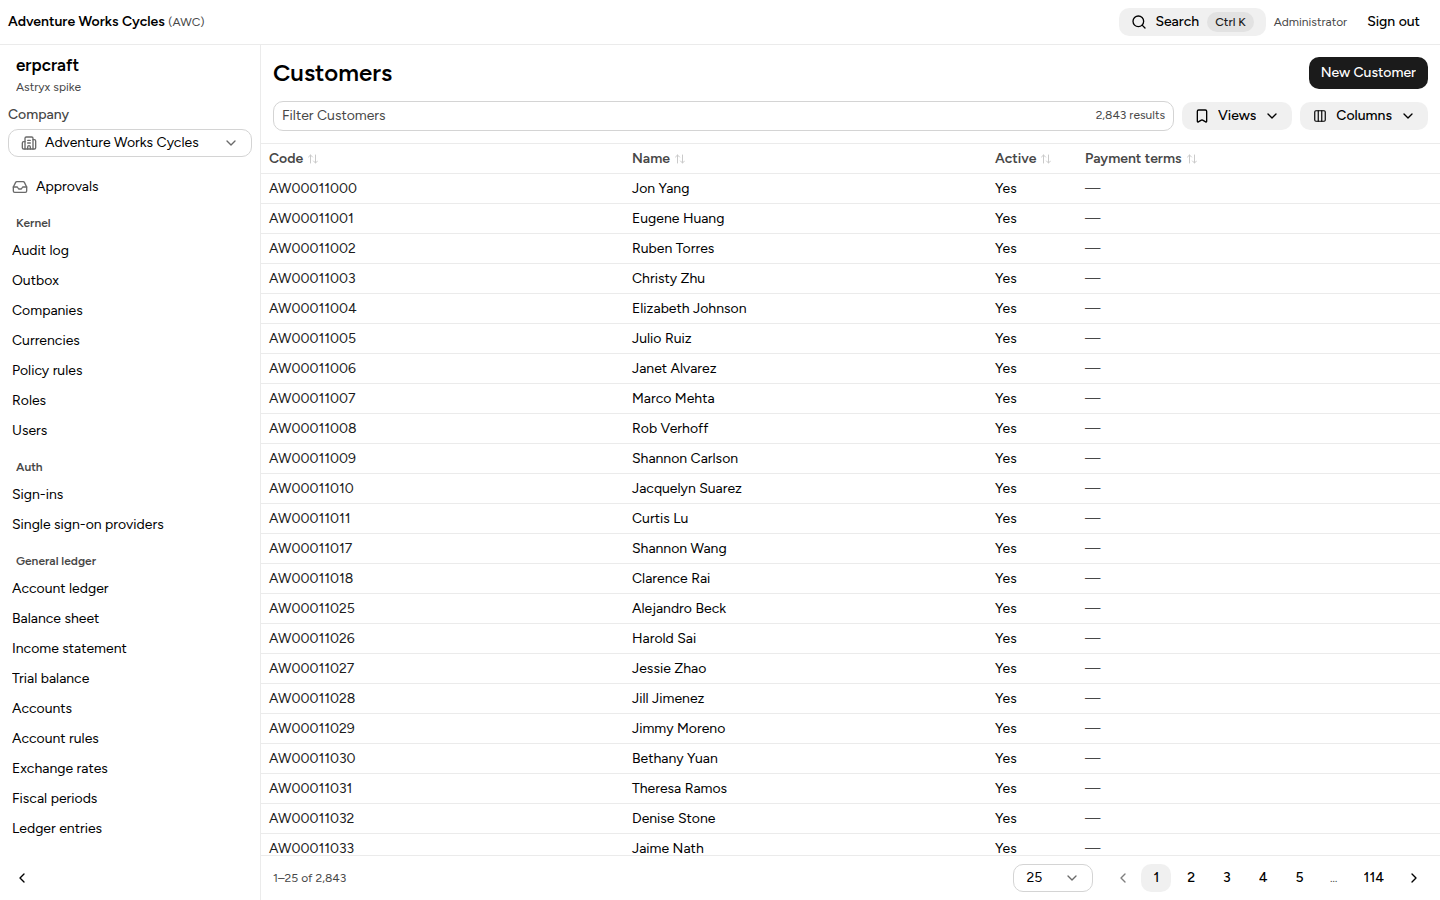 Adventure Works Cycles (AWC)
Search Ctrl K Administrator Sign out
erpcraft
Astryx spike
Company
Adventure Works Cycles
Approvals
Kernel
Audit log
Outbox
Companies
Currencies
Policy rules
Roles
Users
Auth
Sign-ins
Single sign-on providers
General ledger
Account ledger
Balance sheet
Income statement
Trial balance
Accounts
Account rules
Exchange rates
Fiscal periods
Ledger entries
Customers
New Customer
Filter Customers 2,843 results Views Columns
Code Name Active Payment terms
AW00011000 Jon Yang Yes —
AW00011001 Eugene Huang Yes —
AW00011002 Ruben Torres Yes —
AW00011003 Christy Zhu Yes —
AW00011004 Elizabeth Johnson Yes —
AW00011005 Julio Ruiz Yes —
AW00011006 Janet Alvarez Yes —
AW00011007 Marco Mehta Yes —
AW00011008 Rob Verhoff Yes —
AW00011009 Shannon Carlson Yes —
AW00011010 Jacquelyn Suarez Yes —
AW00011011 Curtis Lu Yes —
AW00011017 Shannon Wang Yes —
AW00011018 Clarence Rai Yes —
AW00011025 Alejandro Beck Yes —
AW00011026 Harold Sai Yes —
AW00011027 Jessie Zhao Yes —
AW00011028 Jill Jimenez Yes —
AW00011029 Jimmy Moreno Yes —
AW00011030 Bethany Yuan Yes —
AW00011031 Theresa Ramos Yes —
AW00011032 Denise Stone Yes —
AW00011033 Jaime Nath Yes —
1–25 of 2,843 25 1 2 3 4 5 ... 114